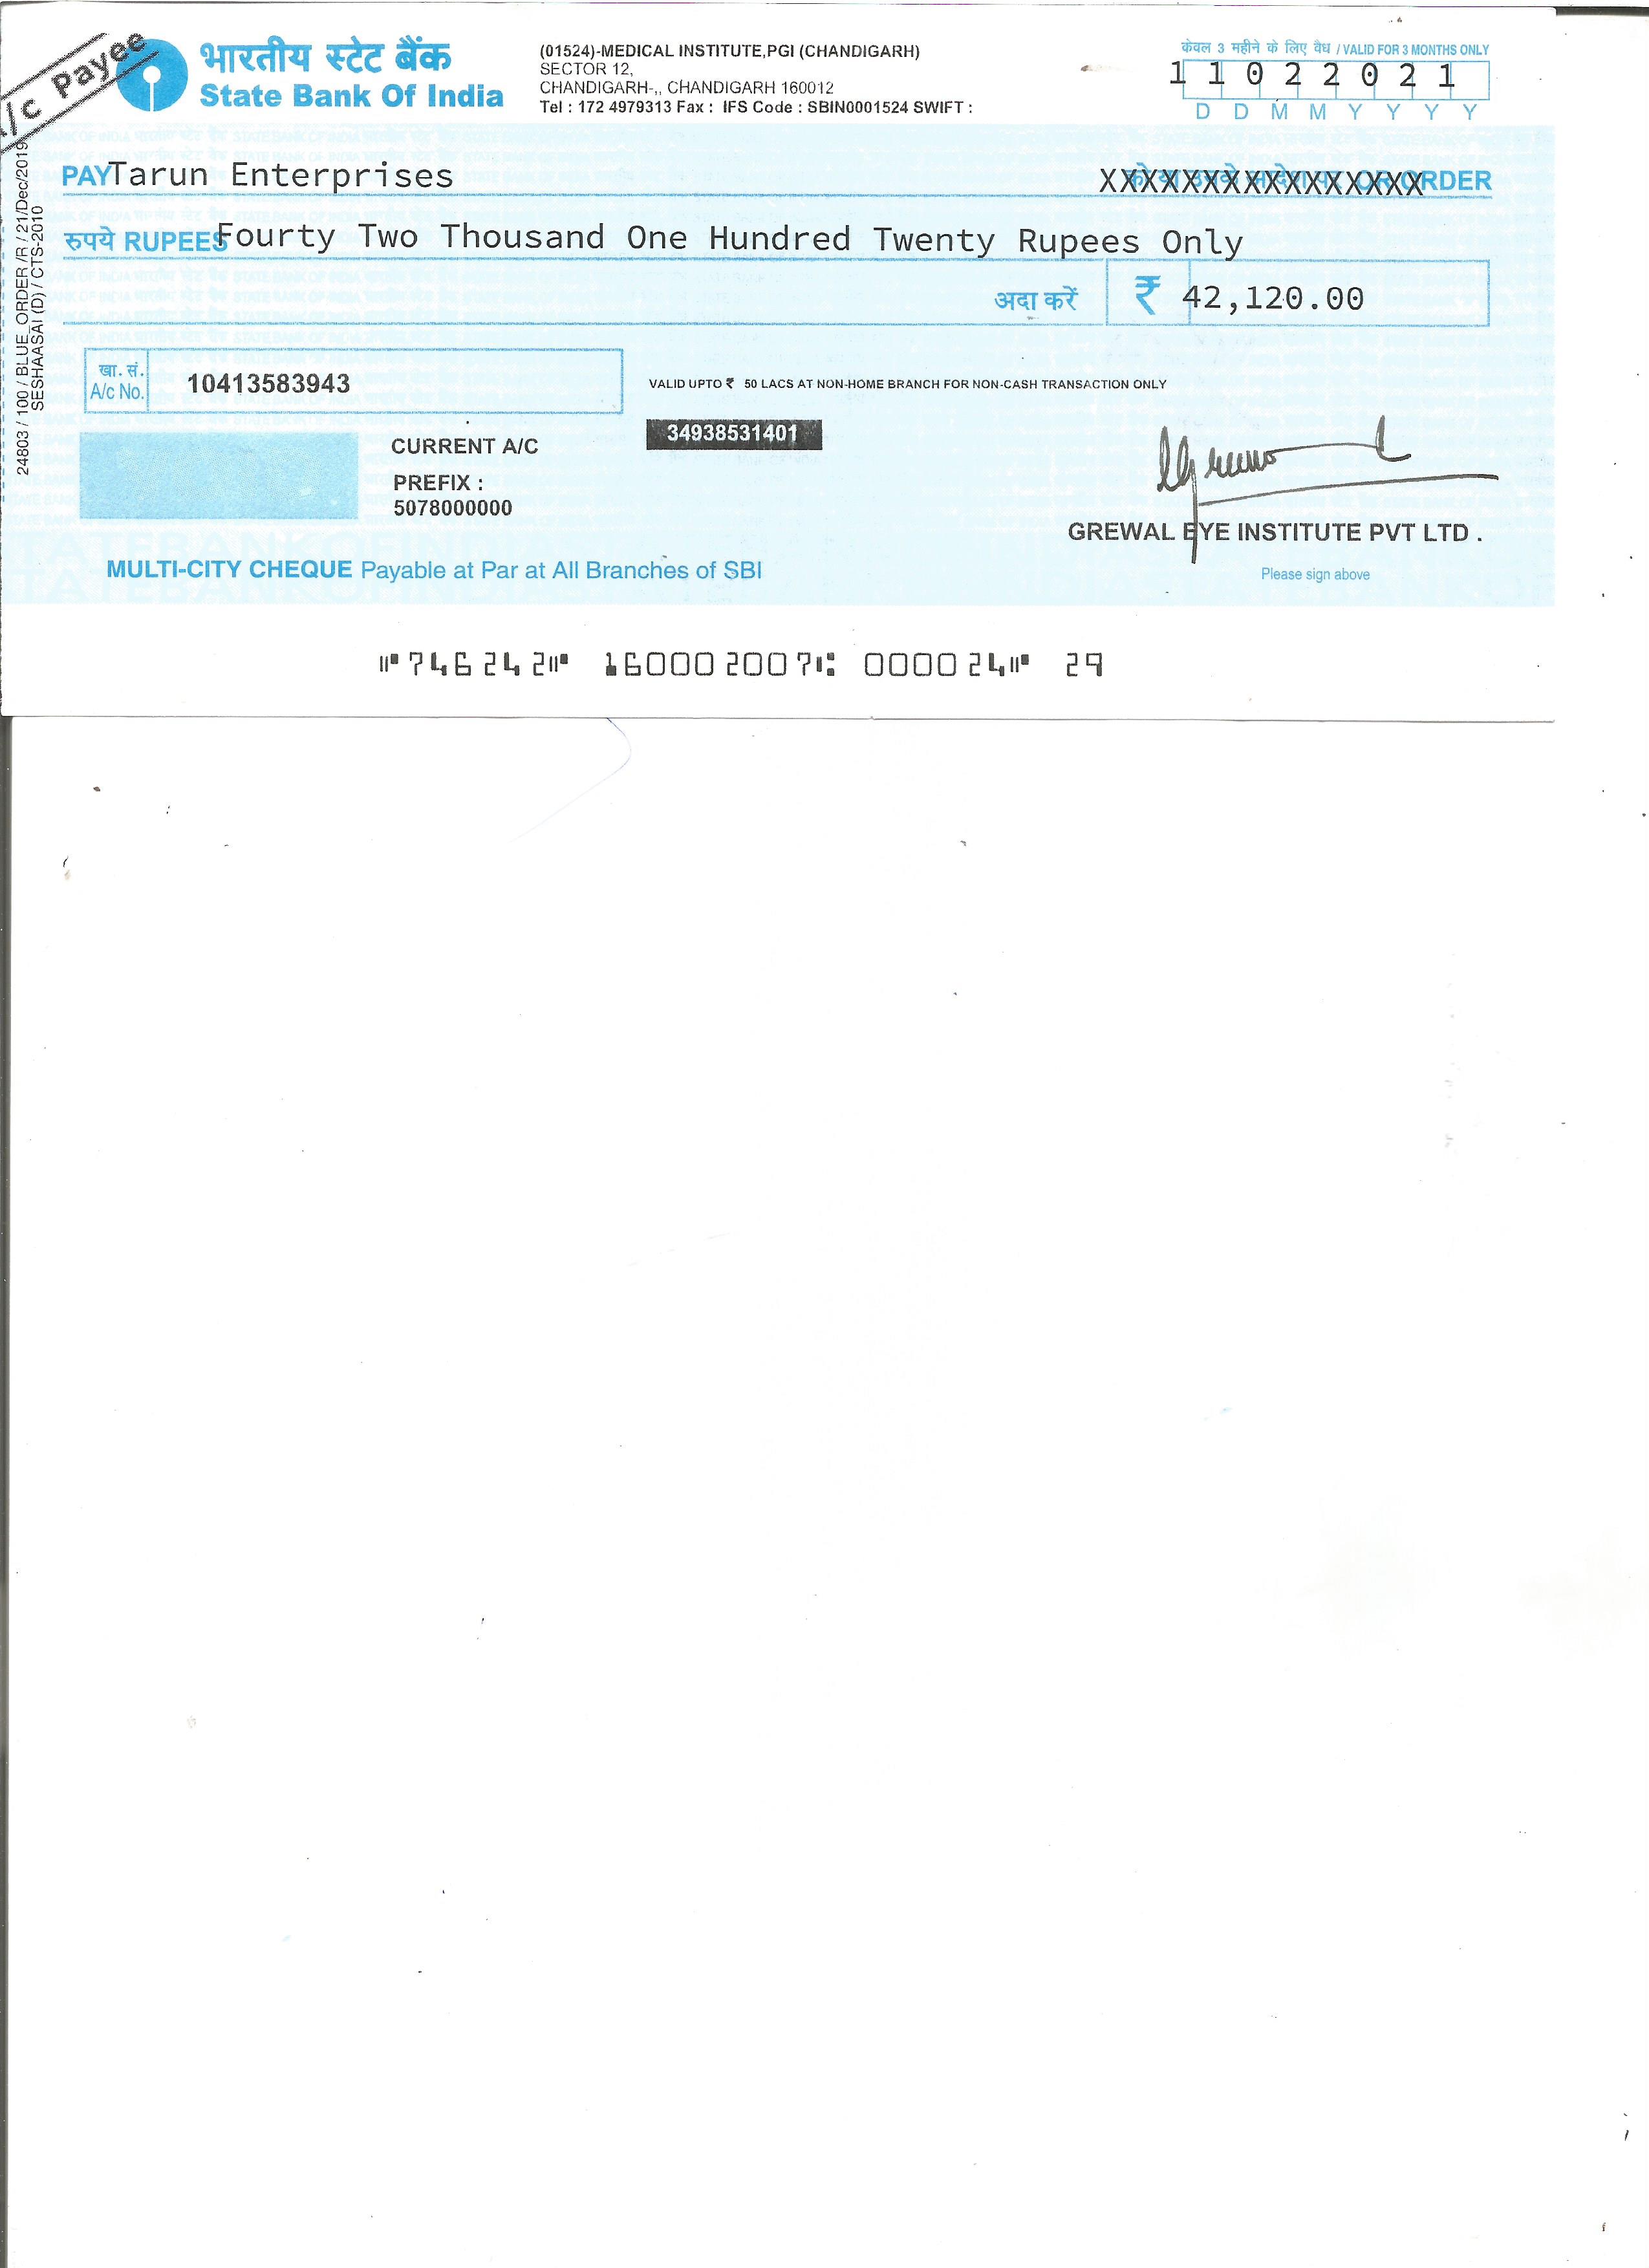 A/c Payee
भारतीय स्टेट बैंक
State Bank Of India
(01524)-MEDICAL INSTITUTE,PGI (CHANDIGARH)
SECTOR 12,
CHANDIGARH-,, CHANDIGARH 160012
Tel : 172 4979313 Fax : IFS Code : SBIN0001524 SWIFT :
केवल 3 महीने के लिए वैध / VALID FOR 3 MONTHS ONLY
1 1 0 2 2 0 2 1
D D M M Y Y Y Y
PAY Tarun Enterprises
XXXXXXXXXXXXXXXXXX ORDER
रुपये RUPEES Fourty Two Thousand One Hundred Twenty Rupees Only
अदा करें ₹ 42,120.00
खा. सं.
A/c No. 10413583943
VALID UPTO ₹ 50 LACS AT NON-HOME BRANCH FOR NON-CASH TRANSACTION ONLY
34938531401
CURRENT A/C
PREFIX :
5078000000
GREWAL EYE INSTITUTE PVT LTD .
Please sign above
MULTI-CITY CHEQUE Payable at Par at All Branches of SBI
⑈746242⑈ 160002007⑆ 000024⑈ 29
24803 / 100 / BLUE_ORDER /R / 21/Dec/2019
SESHAASAI (D) / CTS-2010